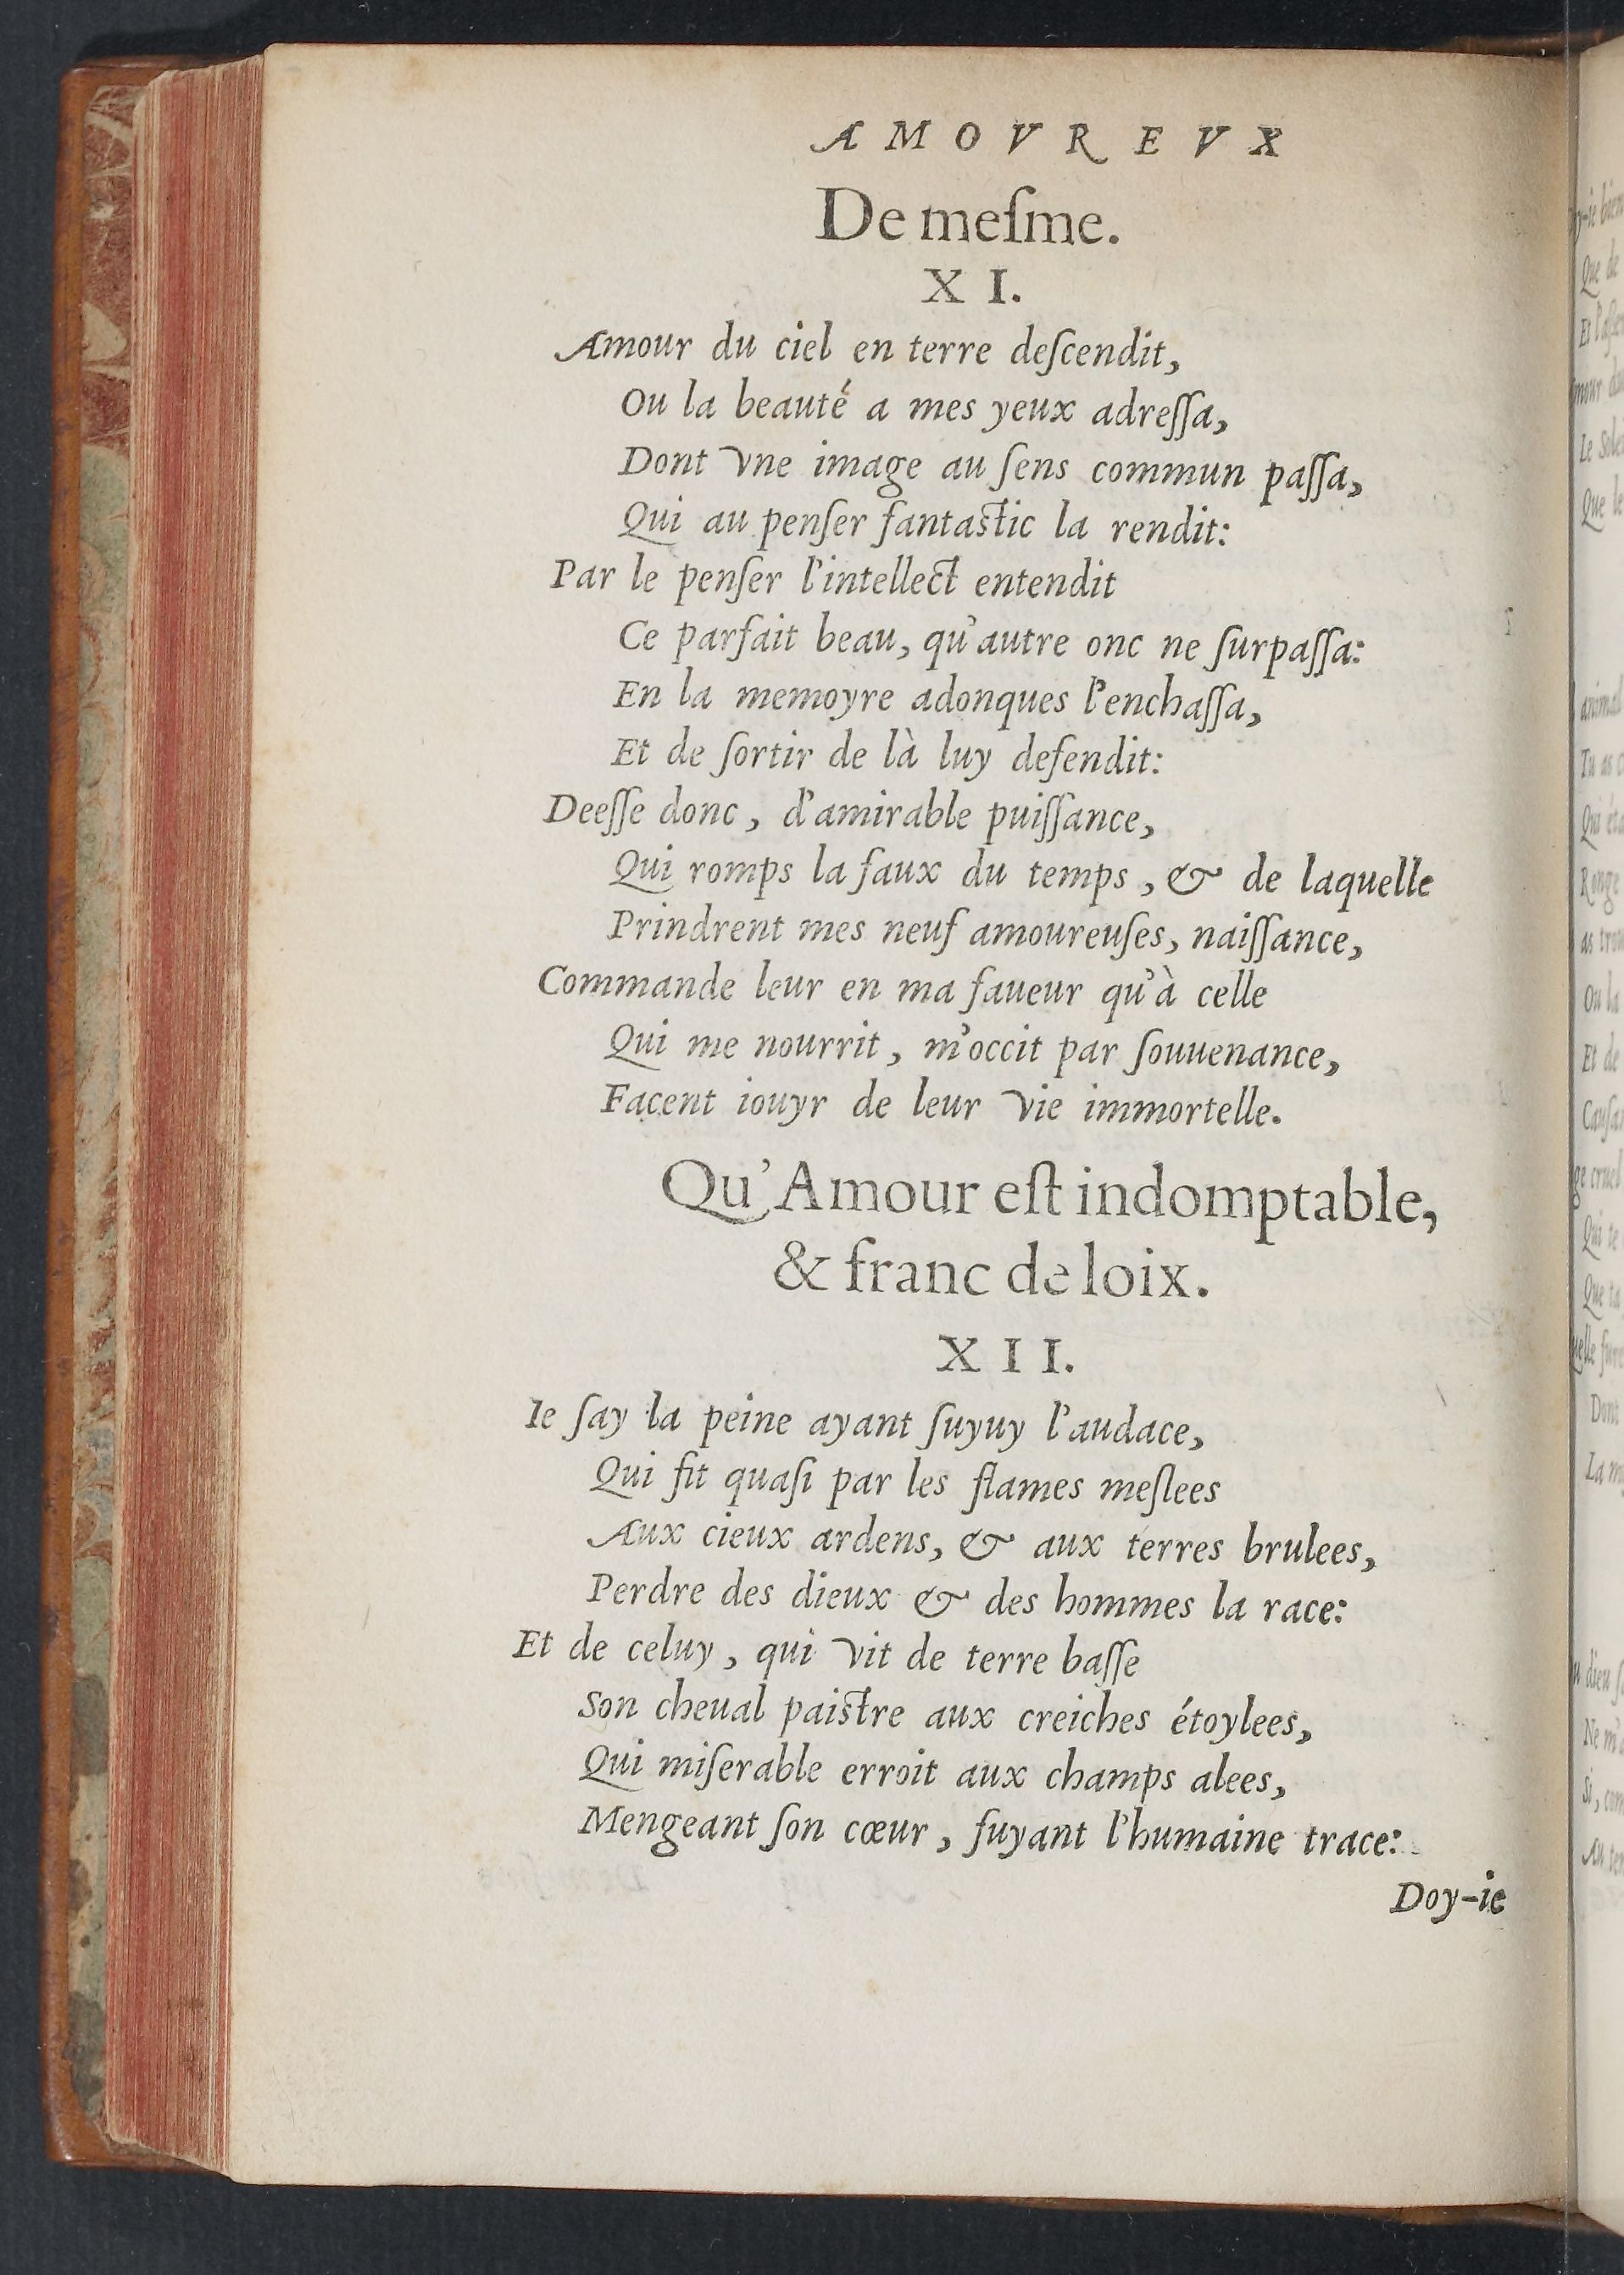 AMOVREVX
De meſme.
XI.
Amour du ciel en terre deſcendit,
Ou la beauté a mes yeux adreſſa,
Dont vne image au ſens commun paſſa,
Qui au penſer fantastic la rendit:
Par le penſer l'intellect entendit
Ce parfait beau, qu'autre onc ne ſurpaſſa:
En la memoyre adonques l'enchaſſa,
Et de ſortir de là luy defendit:
Deeſſe donc, d'amirable puiſſance,
Qui romps la faux du temps, & de laquelle
Prindrent mes neuf amoureuſes, naiſſance,
Commande leur en ma faueur qu'à celle
Qui me nourrit, m'occit par ſouuenance,
Facent iouyr de leur vie immortelle.
Qu'Amour eſt indomptable,
& franc de loix.
XII.
Ie ſay la peine ayant ſuyuy l'audace,
Qui fit quaſi par les flames meſlees
Aux cieux ardens, & aux terres brulees,
Perdre des dieux & des hommes la race:
Et de celuy, qui vit de terre baſſe
Son cheual paistre aux creiches étoylees,
Qui miſerable erroit aux champs alees,
Mengeant ſon cœur, fuyant l'humaine trace:
Doy-ie